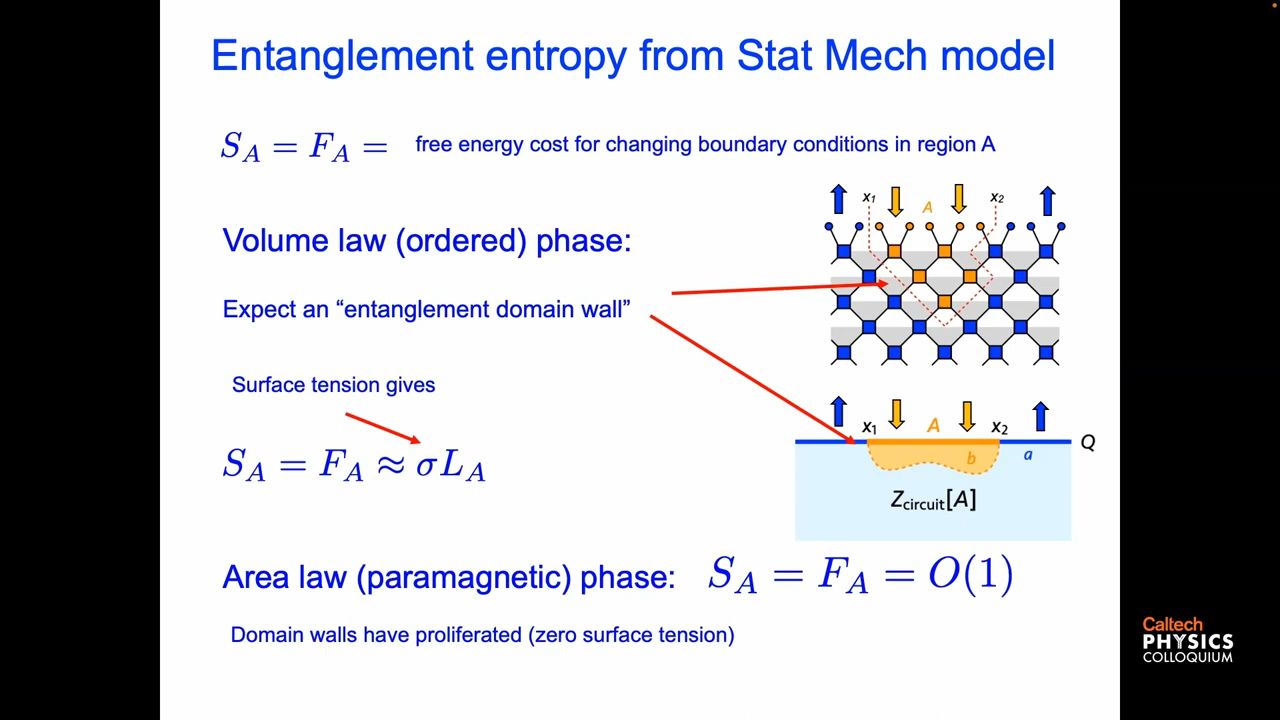 Entanglement entropy from Stat Mech model
S_A = F_A = free energy cost for changing boundary conditions in region A
x₁ A x₂
Volume law (ordered) phase:
Expect an “entanglement domain wall”
Surface tension gives
x₁ A x₂
Q
b a
S_A = F_A ≈ σL_A
Z_circuit[A]
Area law (paramagnetic) phase: S_A = F_A = O(1)
Domain walls have proliferated (zero surface tension)
Caltech
PHYSICS
COLLOQUIUM